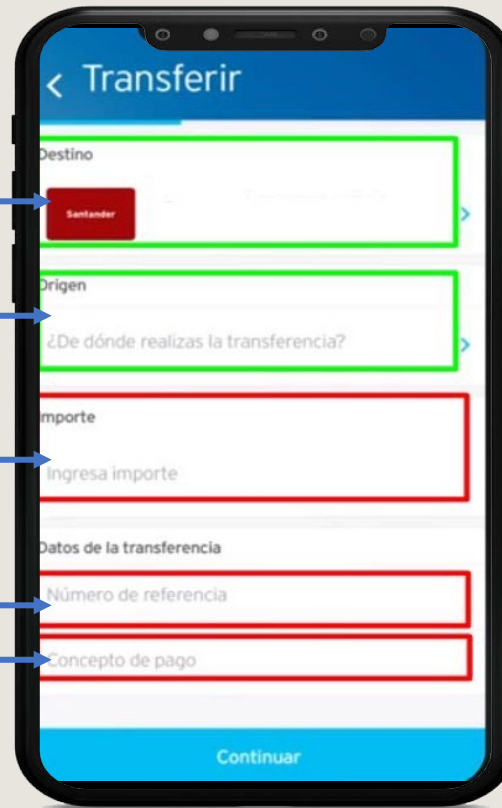 Transferir
Destino
Santander
Origen
¿De dónde realizas la transferencia?
Importe
Ingresa importe
Datos de la transferencia
Número de referencia
Concepto de pago
Continuar